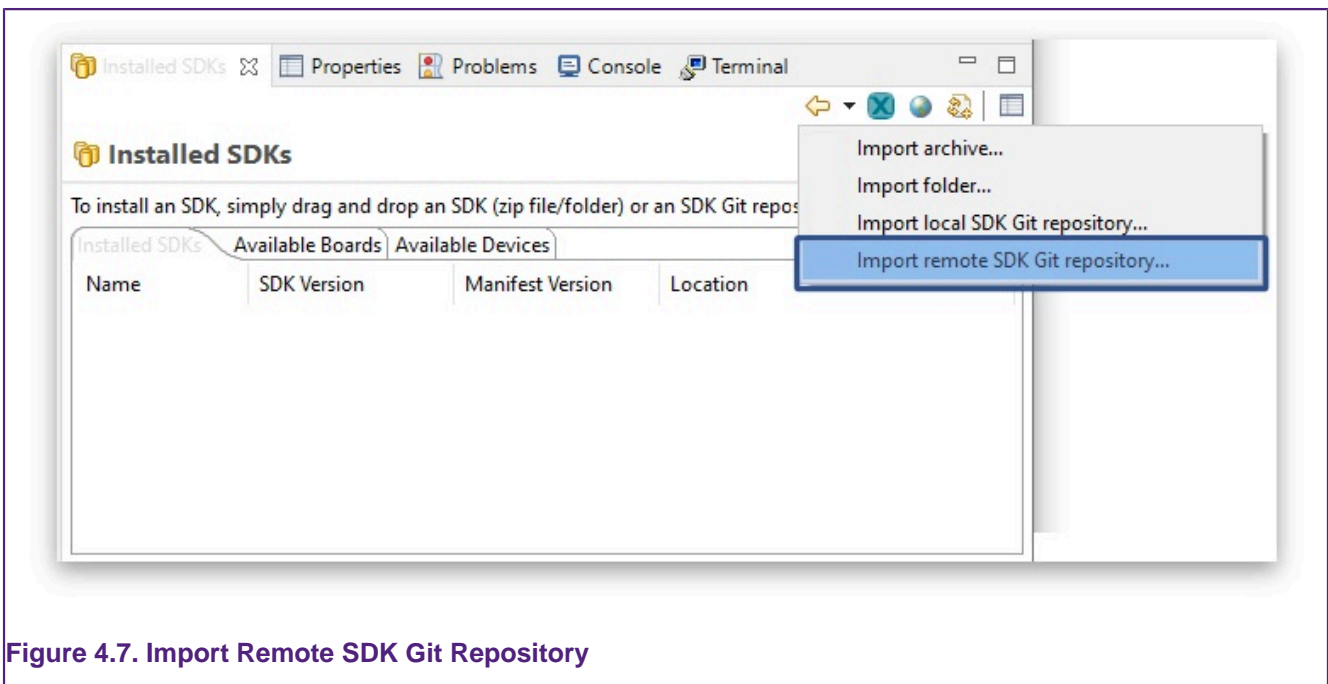 Installed SDKs Properties Problems Console Terminal
Installed SDKs
Import archive...
Import folder...
To install an SDK, simply drag and drop an SDK (zip file/folder) or an SDK Git repos
Import local SDK Git repository...
Installed SDKs Available Boards Available Devices
Import remote SDK Git repository...
Name SDK Version Manifest Version Location
Figure 4.7. Import Remote SDK Git Repository